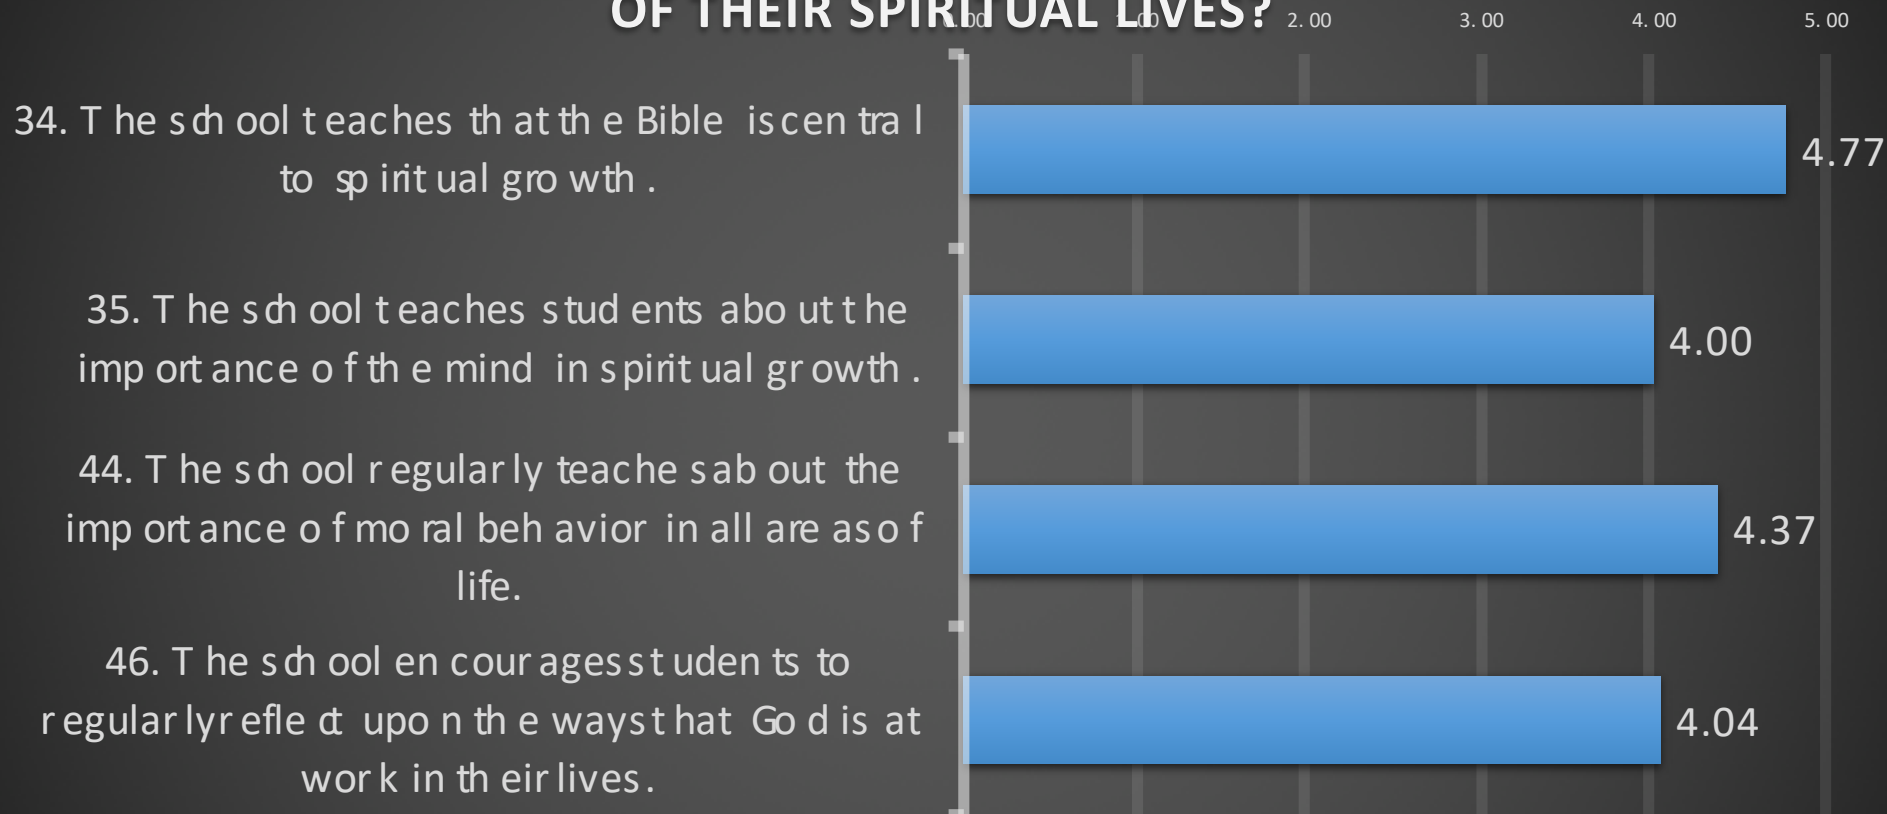 OF THEIR SPIRITUAL LIVES?
0.00 1.00 2.00 3.00 4.00 5.00
34. The school teaches that the Bible is central
to spiritual growth.
4.77
35. The school teaches students about the
importance of the mind in spiritual growth.
4.00
44. The school regularly teaches about the
importance of moral behavior in all areas of
life.
4.37
46. The school encourages students to
regularly reflect upon the ways that God is at
work in their lives.
4.04